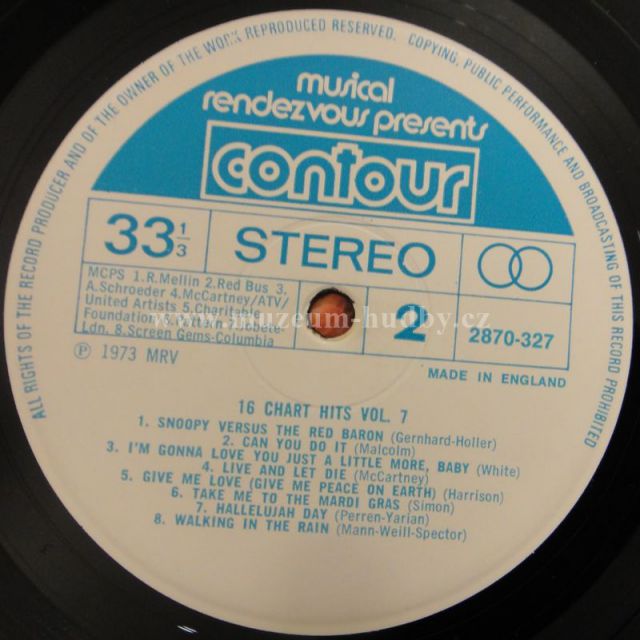 ALL RIGHTS OF THE RECORD PRODUCER AND OF THE OWNER OF THE WORK REPRODUCED RESERVED. COPYING, PUBLIC PERFORMANCE AND BROADCASTING OF THIS RECORD PROHIBITED
musical
rendezvous presents
contour
33 1/3 STEREO
MCPS 1.R.Mellin 2.Red Bus 3.
A.Schroeder 4.McCartney/ATV/
United Artists
Foundation
Ldn. 8.Screen Gems-Columbia
2
2870-327
℗ 1973 MRV
MADE IN ENGLAND
16 CHART HITS VOL. 7
1. SNOOPY VERSUS THE RED BARON (Gernhard-Holler)
2. CAN YOU DO IT (Malcolm)
3. I'M GONNA LOVE YOU JUST A LITTLE MORE, BABY (White)
4. LIVE AND LET DIE (McCartney)
5. GIVE ME LOVE (GIVE ME PEACE ON EARTH) (Harrison)
6. TAKE ME TO THE MARDI GRAS (Simon)
7. HALLELUJAH DAY (Perren-Yarian)
8. WALKING IN THE RAIN (Mann-Weill-Spector)
www.muzeum-hudby.cz